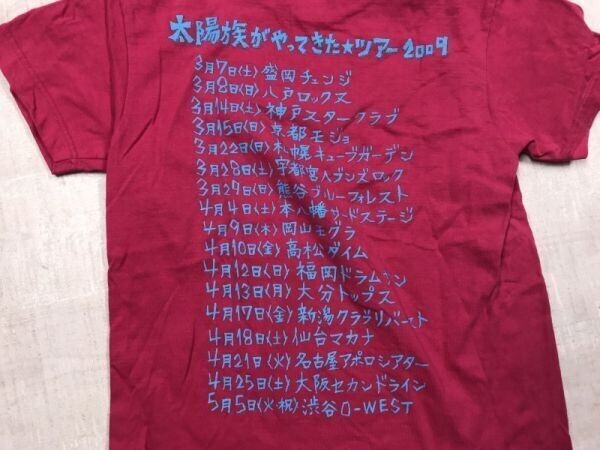 太陽族がやってきた★ツアー2009
3月7日(土)盛岡チェンジ
3月8日(日)八戸ロックス
3月14日(土)神戸スタークラブ
3月15日(日)京都モジョ
3月22日(日)札幌キューブガーデン
3月28日(土)宇都宮ヘブンズロック
3月29日(日)熊谷ブルーフォレスト
4月4日(土)本八幡サードステージ
4月9日(木)岡山モグラ
4月10日(金)高松ダイム
4月12日(日)福岡ドラムサン
4月13日(月)大分トップス
4月17日(金)新潟クラブリバースト
4月18日(土)仙台マカナ
4月21日(火)名古屋アポロシアター
4月25日(土)大阪セカンドライン
5月5日(火・祝)渋谷O-WEST